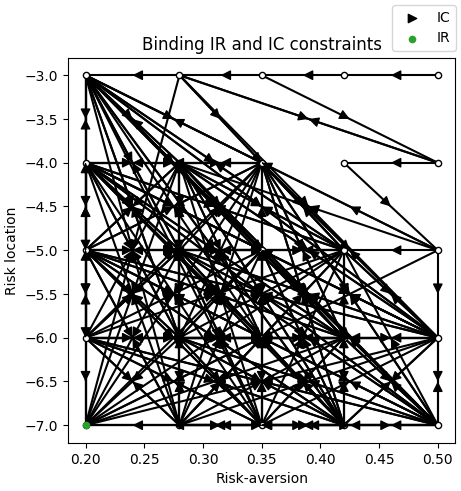 IC
IR
Binding IR and IC constraints
−3.0
−3.5
−4.0
−4.5
−5.0
−5.5
−6.0
−6.5
−7.0
Risk location
0.20 0.25 0.30 0.35 0.40 0.45 0.50
Risk-aversion